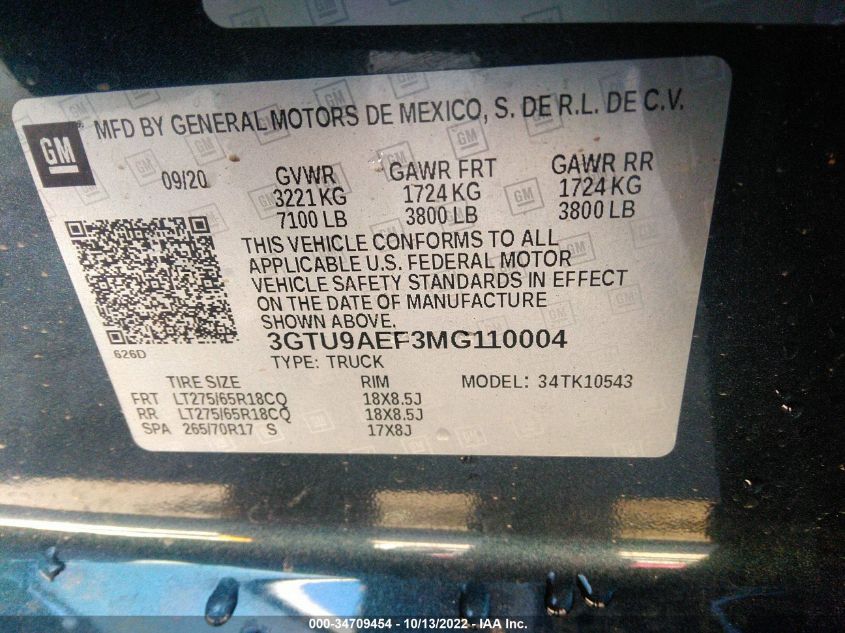 GM MFD BY GENERAL MOTORS DE MEXICO, S. DE R.L. DE C.V.
09/20 GVWR GAWR FRT GAWR RR
3221 KG 1724 KG 1724 KG
7100 LB 3800 LB 3800 LB
THIS VEHICLE CONFORMS TO ALL
APPLICABLE U.S. FEDERAL MOTOR
VEHICLE SAFETY STANDARDS IN EFFECT
ON THE DATE OF MANUFACTURE
SHOWN ABOVE.
626D
3GTU9AEF3MG110004
TYPE: TRUCK
TIRE SIZE RIM MODEL: 34TK10543
FRT LT275/65R18CQ 18X8.5J
RR LT275/65R18CQ 18X8.5J
SPA 265/70R17 S 17X8J
000-34709454 - 10/13/2022 - IAA Inc.